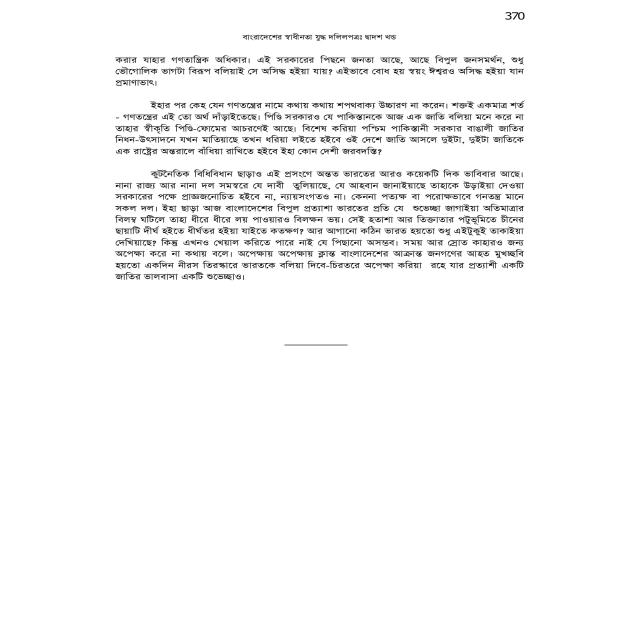 370
বাংলাদেশের স্বাধীনতা যুদ্ধ দলিলপত্রঃ দ্বাদশ খন্ড
করার যাহার গণতান্ত্রিক অধিকার। এই সরকারের পিছনে জনতা আছে, আছে বিপুল জনসমর্থন, শুধু
ভৌগোলিক ভাগটা বিরূপ বলিয়াই সে অসিদ্ধ হইয়া যায়? এইভাবে বোধ হয় স্বয়ং ঈশ্বরও অসিদ্ধ হইয়া যান
প্রমাণাভাৎ।
ইহার পর কেহ যেন গণতন্ত্রের নামে কথায় কথায় শপথবাক্য উচ্চারণ না করেন। শক্তই একমাত্র শর্ত
- গণতন্ত্রের এই তো অর্থ দাঁড়াইতেছে। পিন্ডি সরকারও যে পাকিস্তানকে আজ এক জাতি বলিয়া মনে করে না
তাহার স্বীকৃতি পিন্ডি-ফোমের আচরণেই আছে। বিশেষ করিয়া পশ্চিম পাকিস্তানী সরকার বাঙালী জাতির
নিধন-উৎসাদনে যখন মাতিয়াছে তখন ধরিয়া লইতে হইবে ওই দেশে জাতি আসলে দুইটা, দুইটা জাতিকে
এক রাষ্ট্রের অন্তরালে বাঁধিয়া রাখিতে হইবে ইহা কোন দেশী জবরদস্তি?
কূটনৈতিক বিধিবিধান ছাড়াও এই প্রসংগে অন্তত ভারতের আরও কয়েকটি দিক ভাবিবার আছে।
নানা রাজ্য আর নানা দল সমস্বরে যে দাবী তুলিয়াছে, যে আহবান জানাইয়াছে তাহাকে উড়াইয়া দেওয়া
সরকারের পক্ষে প্রাজ্ঞজনোচিত হইবে না, ন্যায়সংগতও না। কেননা পত্যক্ষ বা পরোক্ষভাবে গনতন্ত্র মানে
সকল দল। ইহা ছাড়া আজ বাংলাদেশের বিপুল প্রত্যাশা ভারতের প্রতি যে শুভেচ্ছা জাগাইয়া অতিমাত্রার
বিলম্ব ঘটিলে তাহা ধীরে ধীরে লয় পাওয়ারও বিলক্ষন ভয়। সেই হতাশা আর তিক্ততার পটুভূমিতে চীনের
ছায়াটি দীর্ঘ হইতে দীর্ঘতর হইয়া যাইতে কতক্ষণ? আর আগানো কঠিন ভারত হয়তো শুধু এইটুকুই তাকাইয়া
দেখিয়াছে? কিন্তু এখনও খেয়াল করিতে পারে নাই যে পিছানো অসম্ভব। সময় আর স্রোত কাহারও জন্য
অপেক্ষা করে না কথায় বলে। অপেক্ষায় অপেক্ষায় ক্লান্ত বাংলাদেশের আক্রান্ত জনগণের আহত মুখচ্ছবি
হয়তো একদিন নীরস তিরস্কারে ভারতকে বলিয়া দিবে-চিরতরে অপেক্ষা করিয়া রহে যার প্রত্যাশী একটি
জাতির ভালবাসা একটি শুভেচ্ছাও।